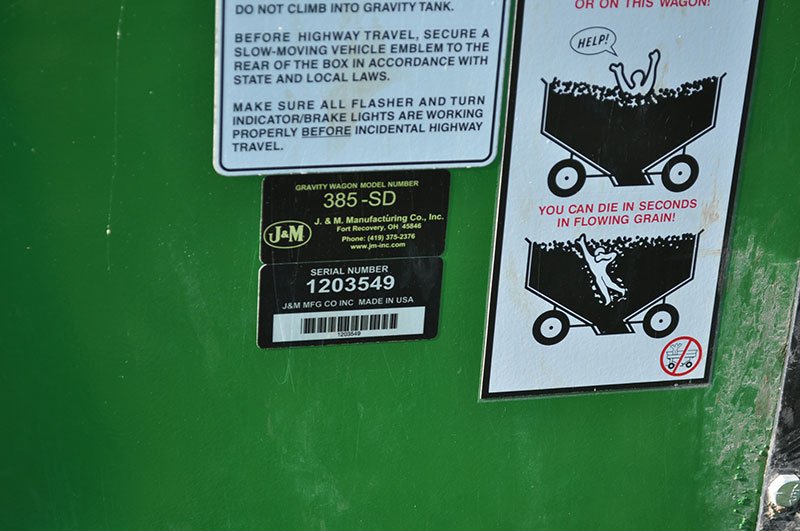 DO NOT CLIMB INTO GRAVITY TANK.
BEFORE HIGHWAY TRAVEL, SECURE A
SLOW-MOVING VEHICLE EMBLEM TO THE
REAR OF THE BOX IN ACCORDANCE WITH
STATE AND LOCAL LAWS.
MAKE SURE ALL FLASHER AND TURN
INDICATOR/BRAKE LIGHTS ARE WORKING
PROPERLY BEFORE INCIDENTAL HIGHWAY
TRAVEL.
GRAVITY WAGON MODEL NUMBER
385-SD
J&M
J. & M. Manufacturing Co., Inc.
Fort Recovery, OH 45846
Phone: (419) 375-2376
www.jm-inc.com
SERIAL NUMBER
1203549
J&M MFG CO INC MADE IN USA
1203549
OR ON THIS WAGON!
HELP!
YOU CAN DIE IN SECONDS
IN FLOWING GRAIN!